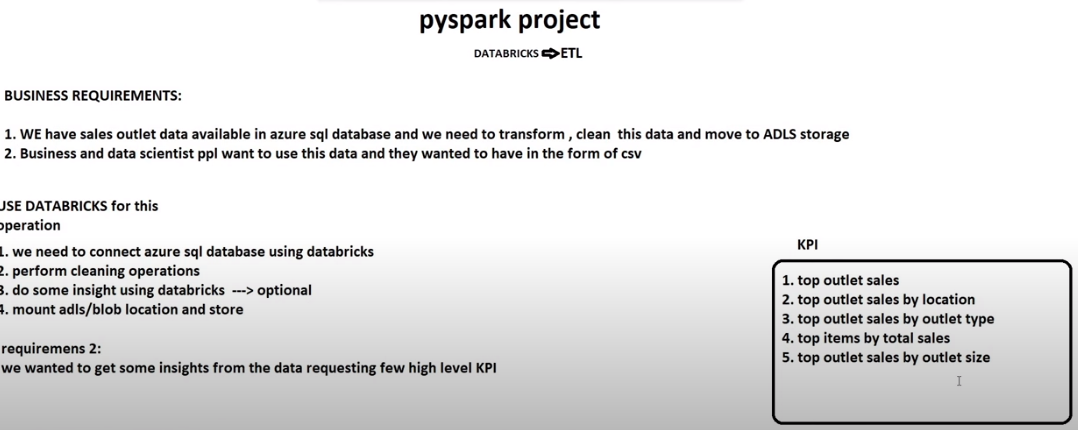 pyspark project
DATABRICKS ETL
BUSINESS REQUIREMENTS:
1. WE have sales outlet data available in azure sql database and we need to transform , clean this data and move to ADLS storage
2. Business and data scientist ppl want to use this data and they wanted to have in the form of csv
USE DATABRICKS for this
operation
1. we need to connect azure sql database using databricks
2. perform cleaning operations
3. do some insight using databricks ---> optional
4. mount adls/blob location and store
requiremens 2:
we wanted to get some insights from the data requesting few high level KPI
KPI
1. top outlet sales
2. top outlet sales by location
3. top outlet sales by outlet type
4. top items by total sales
5. top outlet sales by outlet size